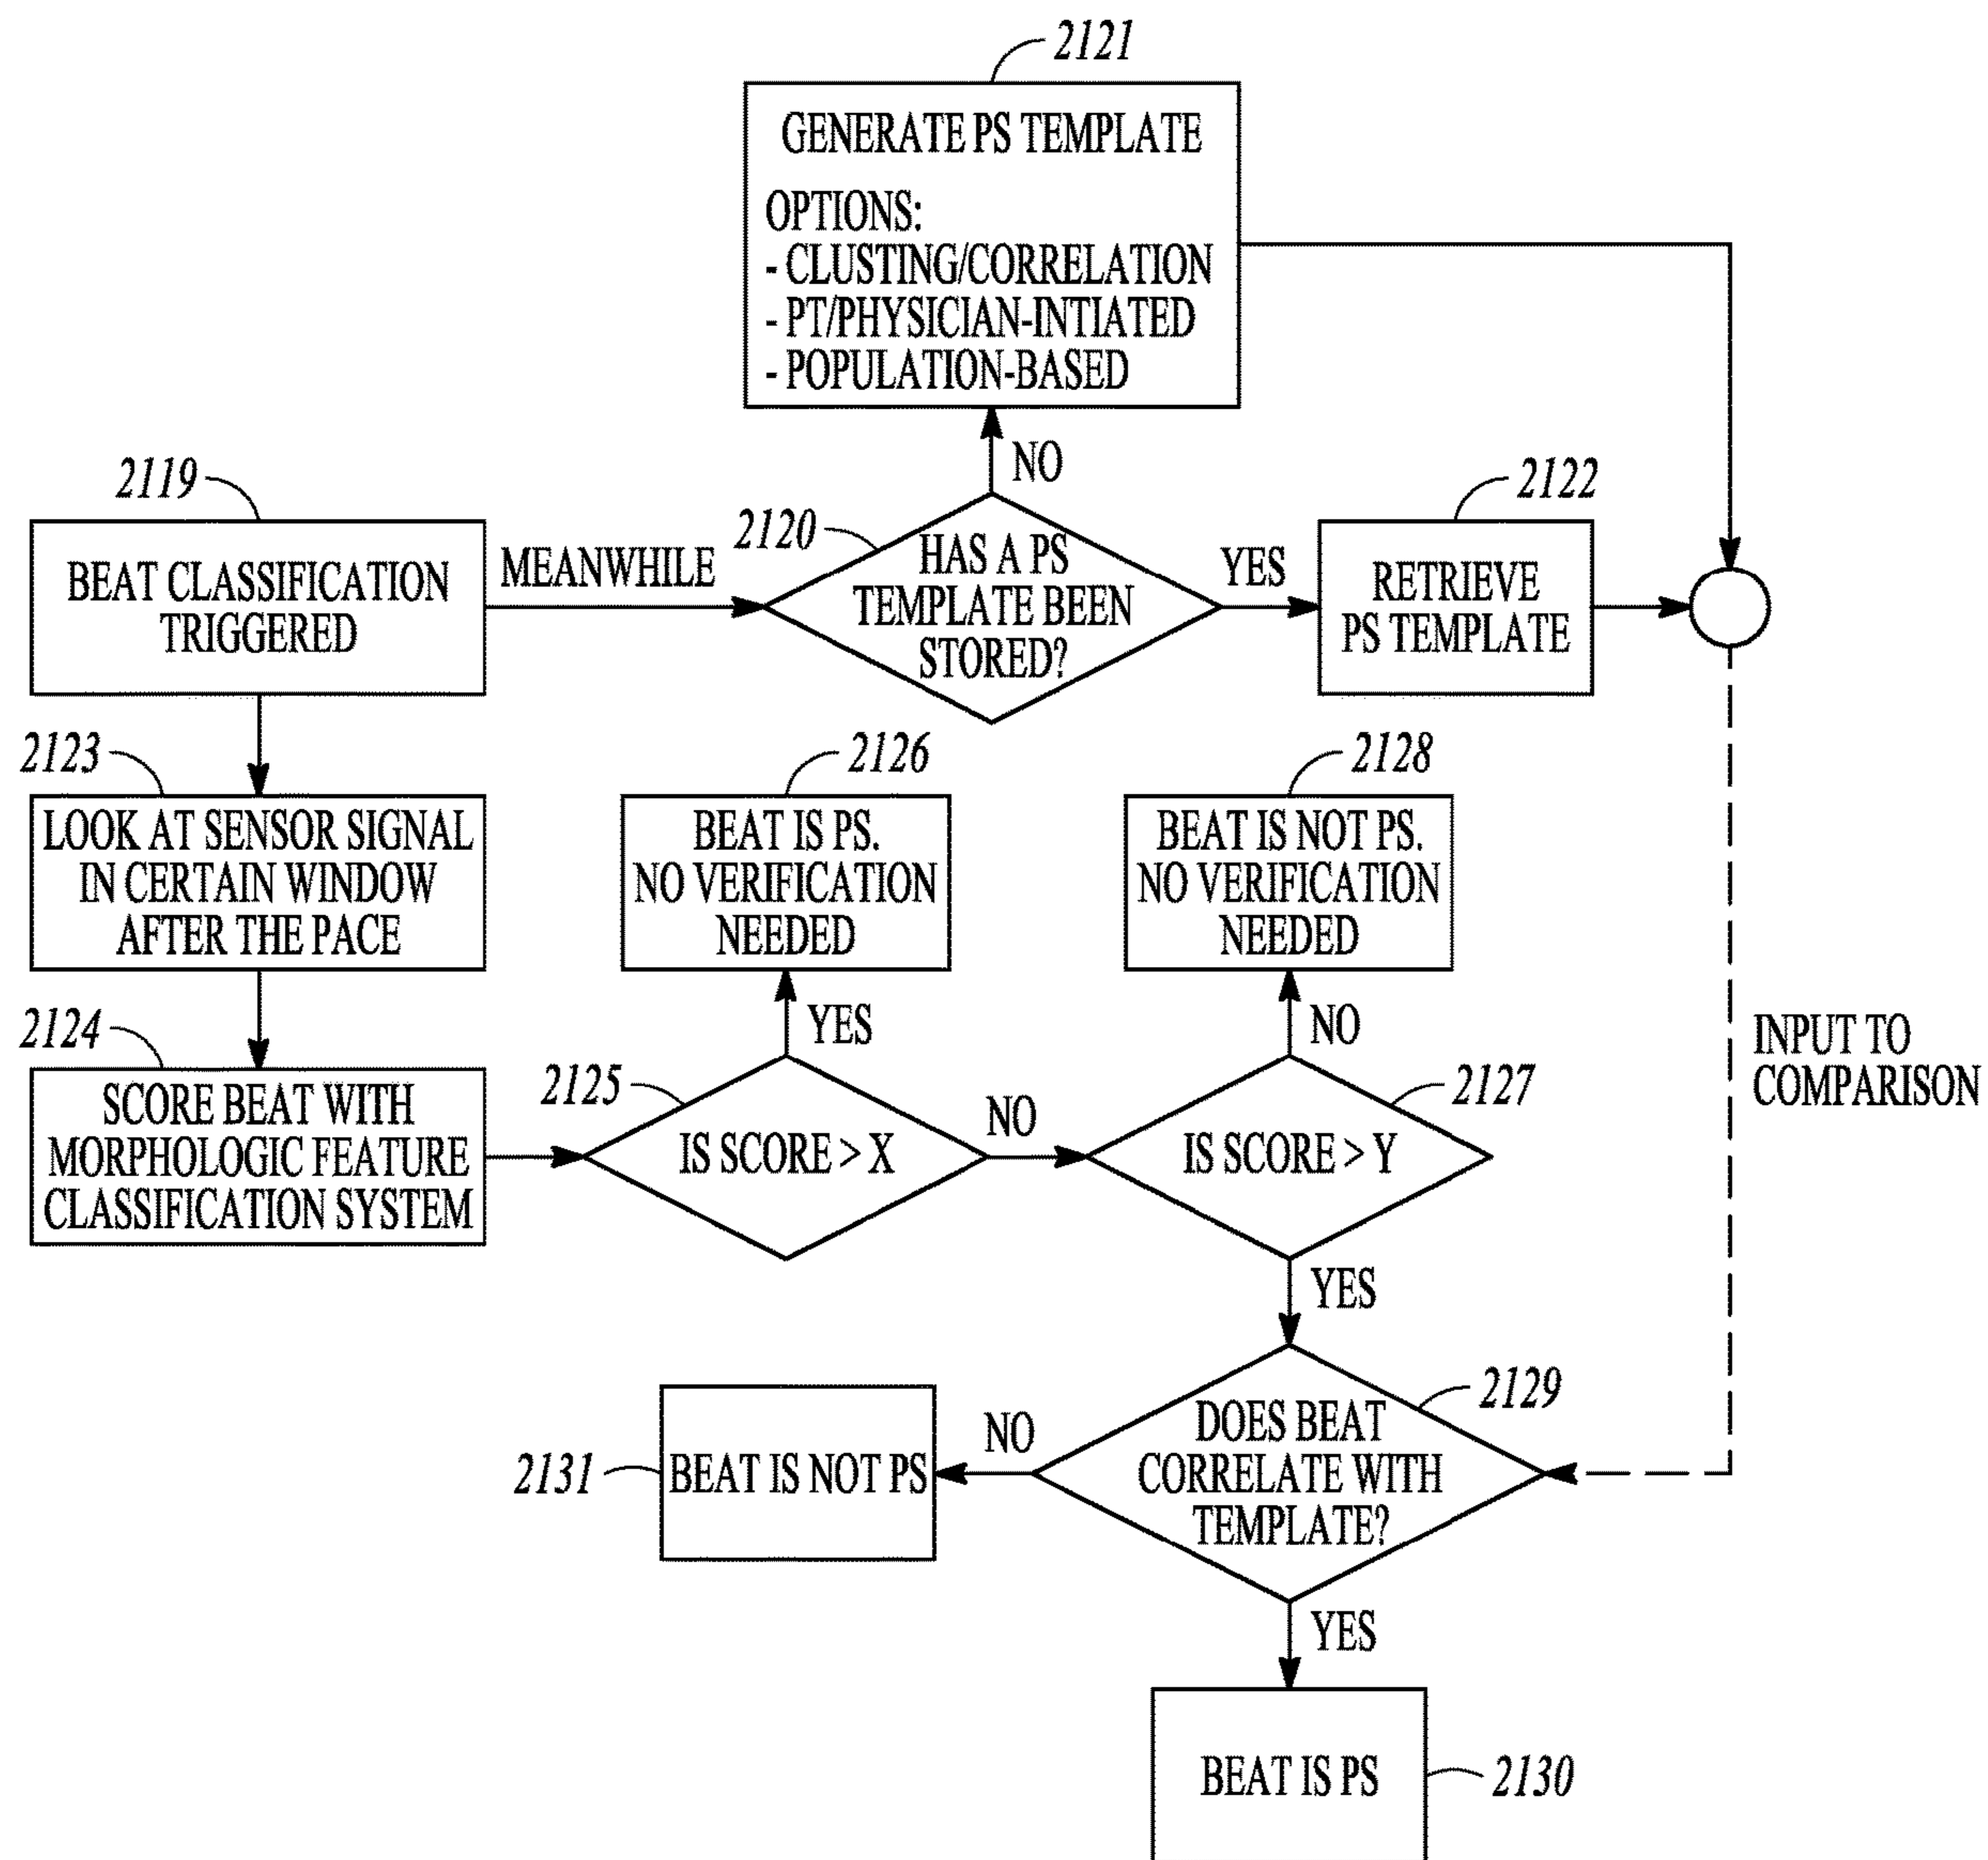 2121
GENERATE PS TEMPLATE
OPTIONS:
- CLUSTING/CORRELATION
- PT/PHYSICIAN-INTIATED
- POPULATION-BASED
NO
2119
BEAT CLASSIFICATION
TRIGGERED
MEANWHILE
2120
HAS A PS
TEMPLATE BEEN
STORED?
YES
2122
RETRIEVE
PS TEMPLATE
2123
LOOK AT SENSOR SIGNAL
IN CERTAIN WINDOW
AFTER THE PACE
2126
BEAT IS PS.
NO VERIFICATION
NEEDED
2128
BEAT IS NOT PS.
NO VERIFICATION
NEEDED
YES
NO
INPUT TO
COMPARISON
2124
SCORE BEAT WITH
MORPHOLOGIC FEATURE
CLASSIFICATION SYSTEM
2125
IS SCORE > X
NO
2127
IS SCORE > Y
YES
2129
DOES BEAT
CORRELATE WITH
TEMPLATE?
NO
2131
BEAT IS NOT PS
YES
BEAT IS PS
2130